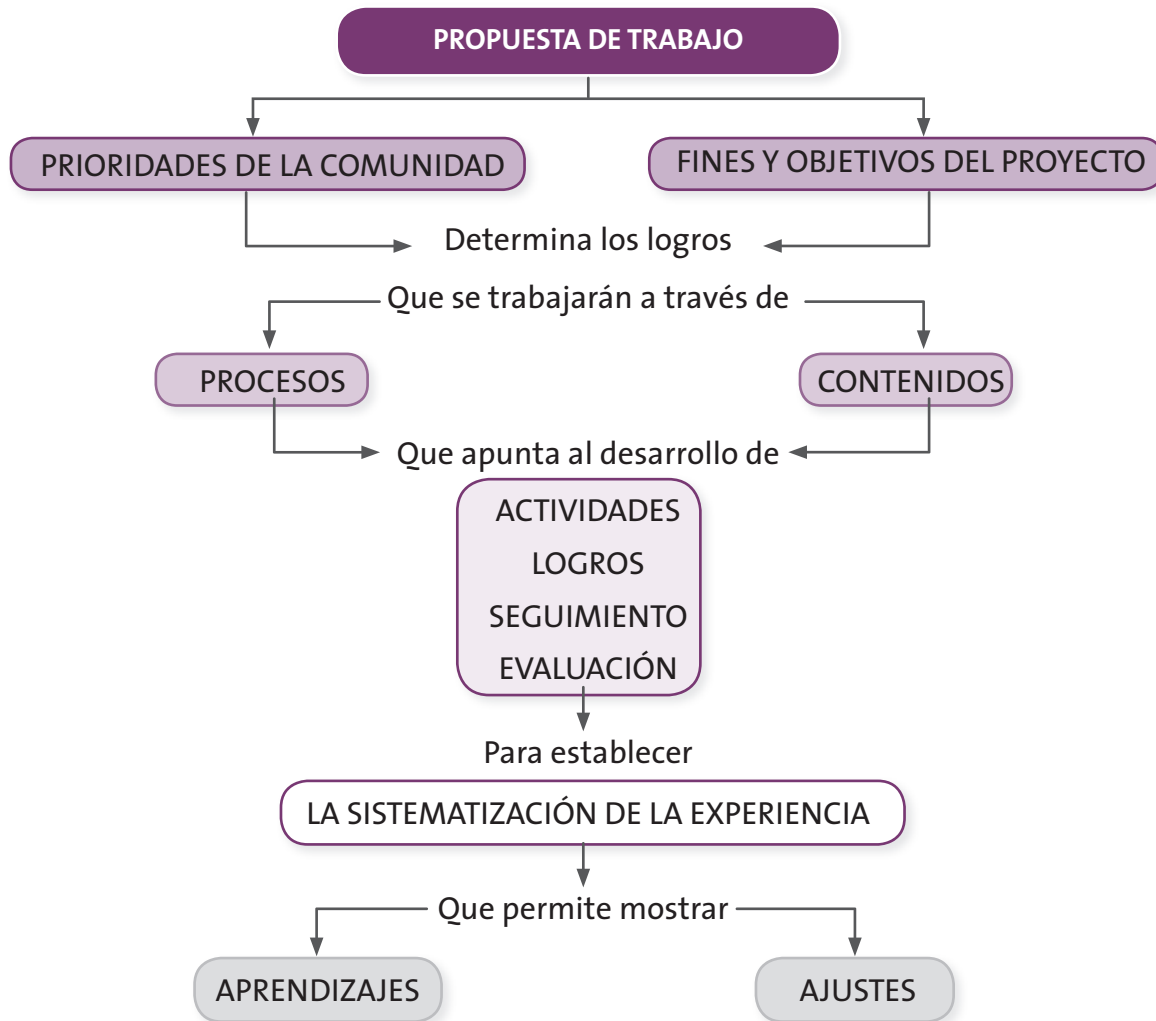 PROPUESTA DE TRABAJO
PRIORIDADES DE LA COMUNIDAD
FINES Y OBJETIVOS DEL PROYECTO
Determina los logros
Que se trabajarán a través de
PROCESOS
CONTENIDOS
Que apunta al desarrollo de
ACTIVIDADES
LOGROS
SEGUIMIENTO
EVALUACIÓN
Para establecer
LA SISTEMATIZACIÓN DE LA EXPERIENCIA
Que permite mostrar
APRENDIZAJES
AJUSTES